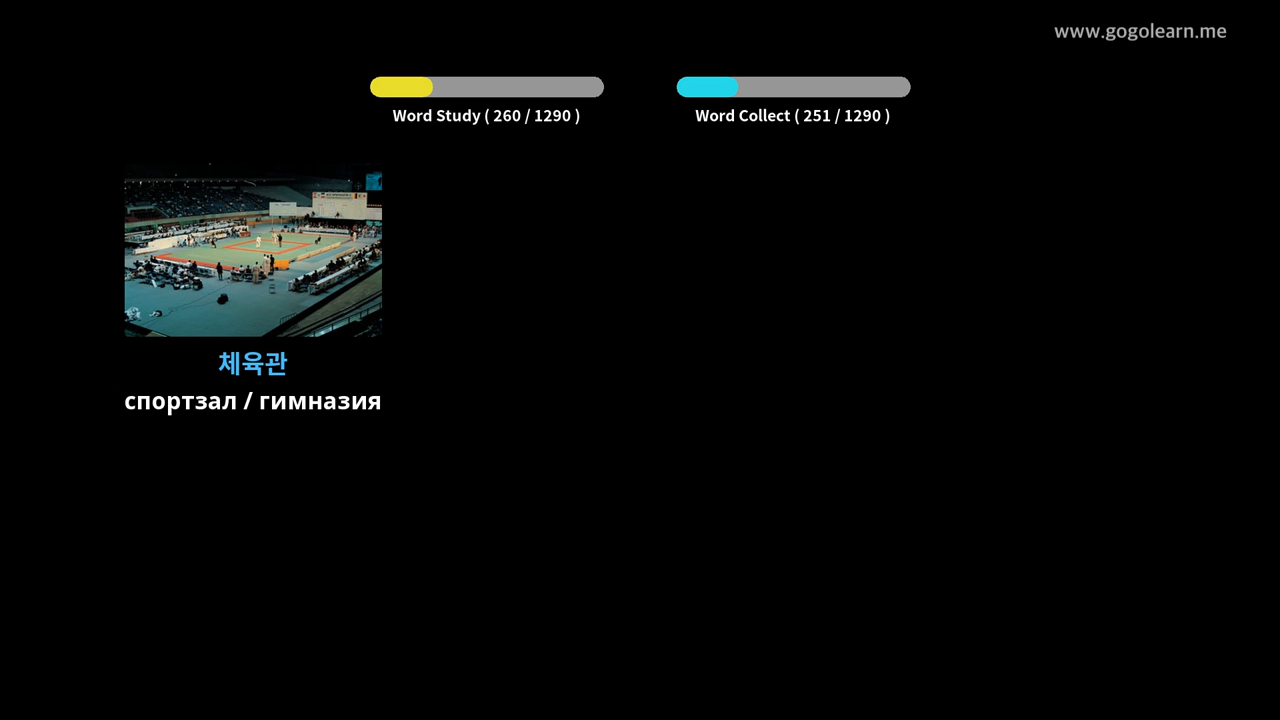 www.gogolearn.me
Word Study ( 260 / 1290 )
Word Collect ( 251 / 1290 )
체육관
спортзал / гимназия